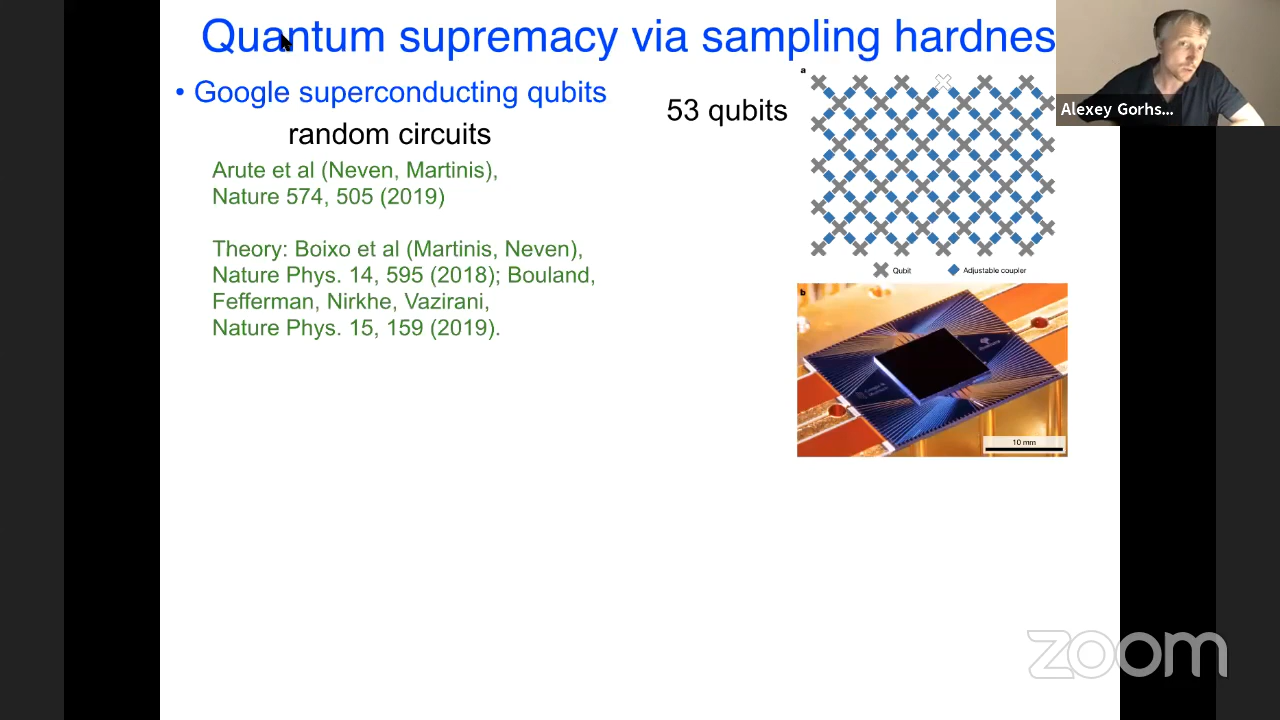 Quantum supremacy via sampling hardnes
• Google superconducting qubits
random circuits
53 qubits
Arute et al (Neven, Martinis),
Nature 574, 505 (2019)
Theory: Boixo et al (Martinis, Neven),
Nature Phys. 14, 595 (2018); Bouland,
Fefferman, Nirkhe, Vazirani,
Nature Phys. 15, 159 (2019).
a
Qubit
Adjustable coupler
b
10 mm
Alexey Gorhs...
zoom